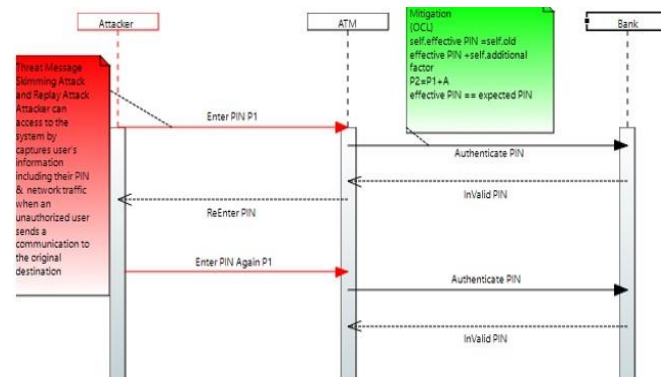 Attacker
ATM
Bank
Mitigation
{OCL}
self.effective PIN =self.old
effective PIN +self.additional
factor
P2=P1+A
effective PIN == expected PIN
Threat Message
Skimming Attack
and Replay Attack
Attacker can
access to the
system by
captures user's
information
including their PIN
& network traffic
when an
unauthorized user
sends a
communication to
the original
destination
Enter PIN P1
Authenticate PIN
InValid PIN
ReEnter PIN
Enter PIN Again P1
Authenticate PIN
InValid PIN